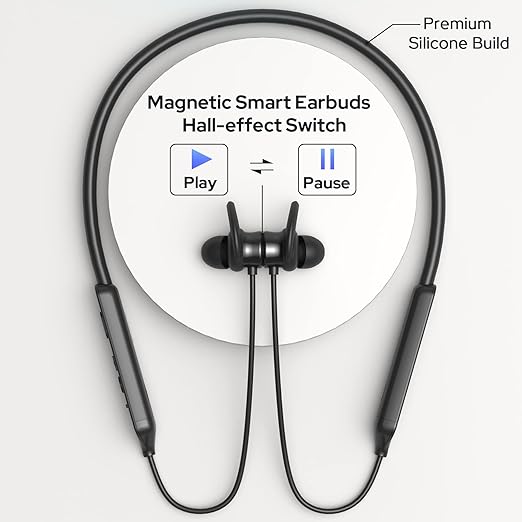 Premium
Silicone Build
Magnetic Smart Earbuds
Hall-effect Switch
Play
Pause